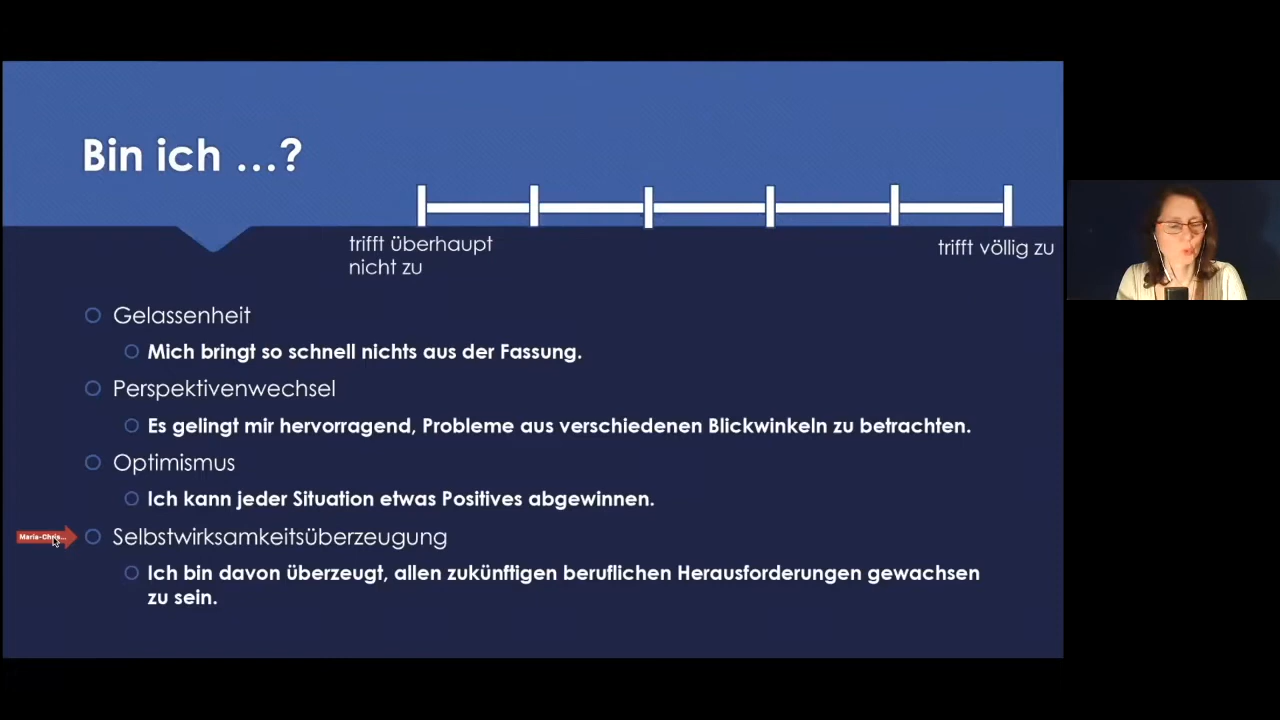 Bin ich …?
trifft überhaupt
nicht zu
trifft völlig zu
Gelassenheit
Mich bringt so schnell nichts aus der Fassung.
Perspektivenwechsel
Es gelingt mir hervorragend, Probleme aus verschiedenen Blickwinkeln zu betrachten.
Optimismus
Ich kann jeder Situation etwas Positives abgewinnen.
Maria-Chris...
Selbstwirksamkeitsüberzeugung
Ich bin davon überzeugt, allen zukünftigen beruflichen Herausforderungen gewachsen
zu sein.